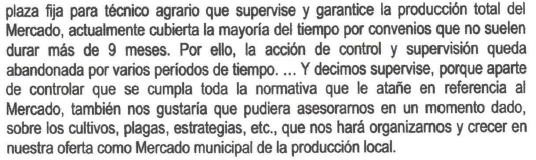 plaza fija para técnico agrario que supervise y garantice la producción total del
Mercado, actualmente cubierta la mayoría del tiempo por convenios que no suelen
durar más de 9 meses. Por ello, la acción de control y supervisión queda
abandonada por varios períodos de tiempo. ... Y decimos supervise, porque aparte
de controlar que se cumpla toda la normativa que le atañe en referencia al
Mercado, también nos gustaría que pudiera asesorarnos en un momento dado,
sobre los cultivos, plagas, estrategias, etc., que nos hará organizarnos y crecer en
nuestra oferta como Mercado municipal de la producción local.